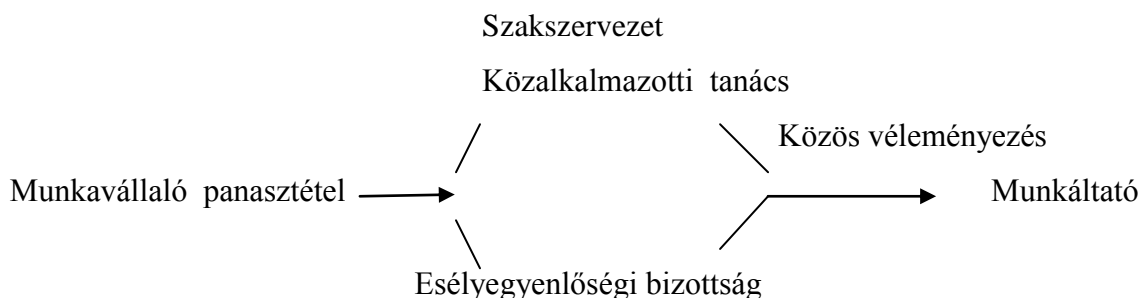 Szakszervezet
Közalkalmazotti tanács
Közös véleményezés
Munkavállaló panasztétel
Munkáltató
Esélyegyenlőségi bizottság